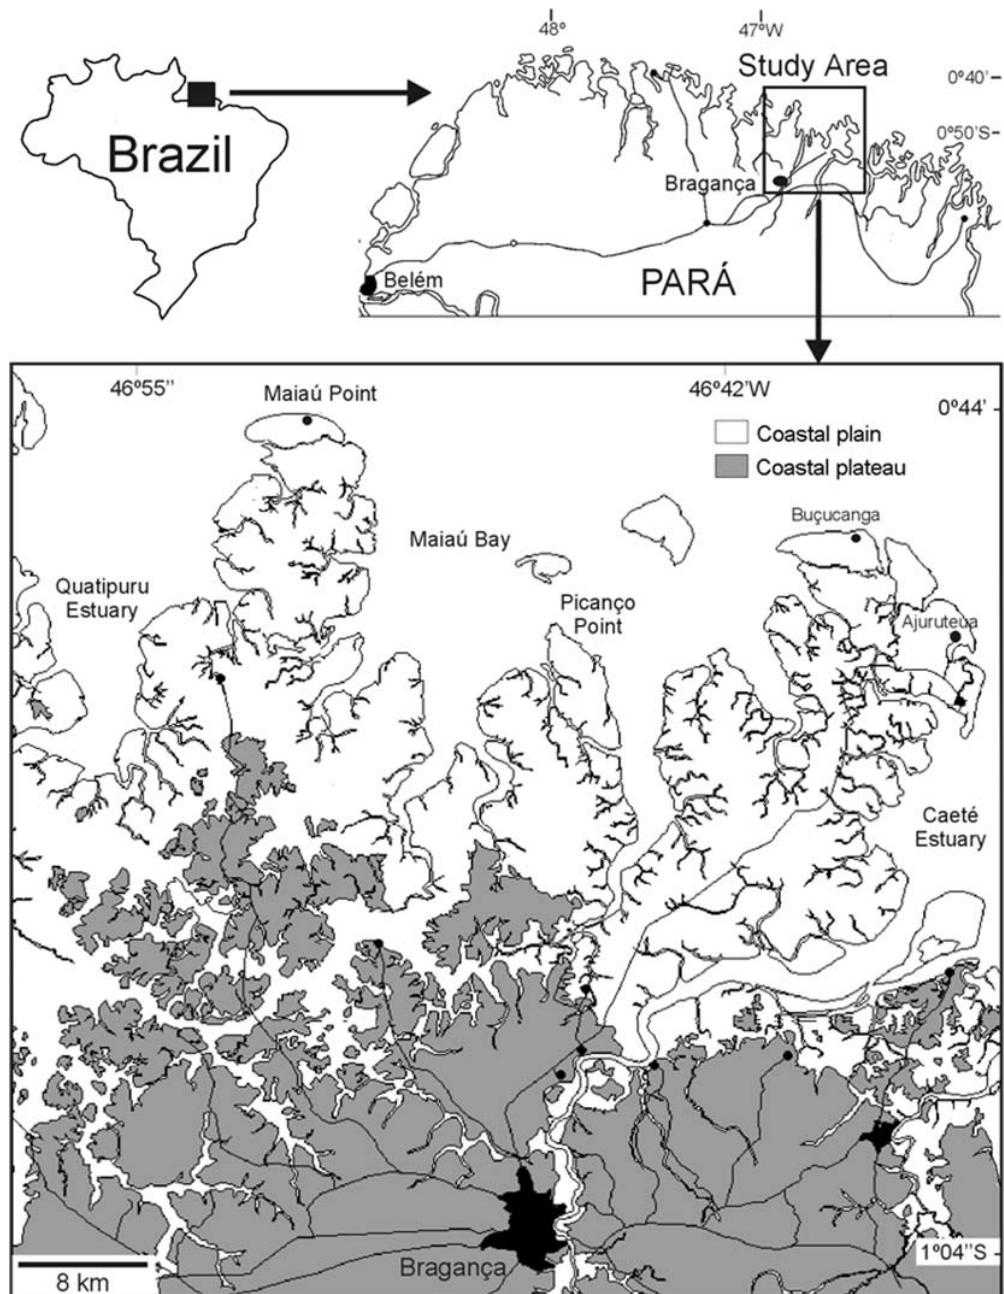 48°
47°W
Study Area
0°40'
0°50'S
Brazil
Bragança
Belém
PARÁ
46°55''
46°42'W
Maiaú Point
0°44'
Coastal plain
Coastal plateau
Buçucanga
Maiaú Bay
Quatipuru
Estuary
Picanço
Point
Ajuruteua
Caeté
Estuary
1°04''S
Bragança
8 km